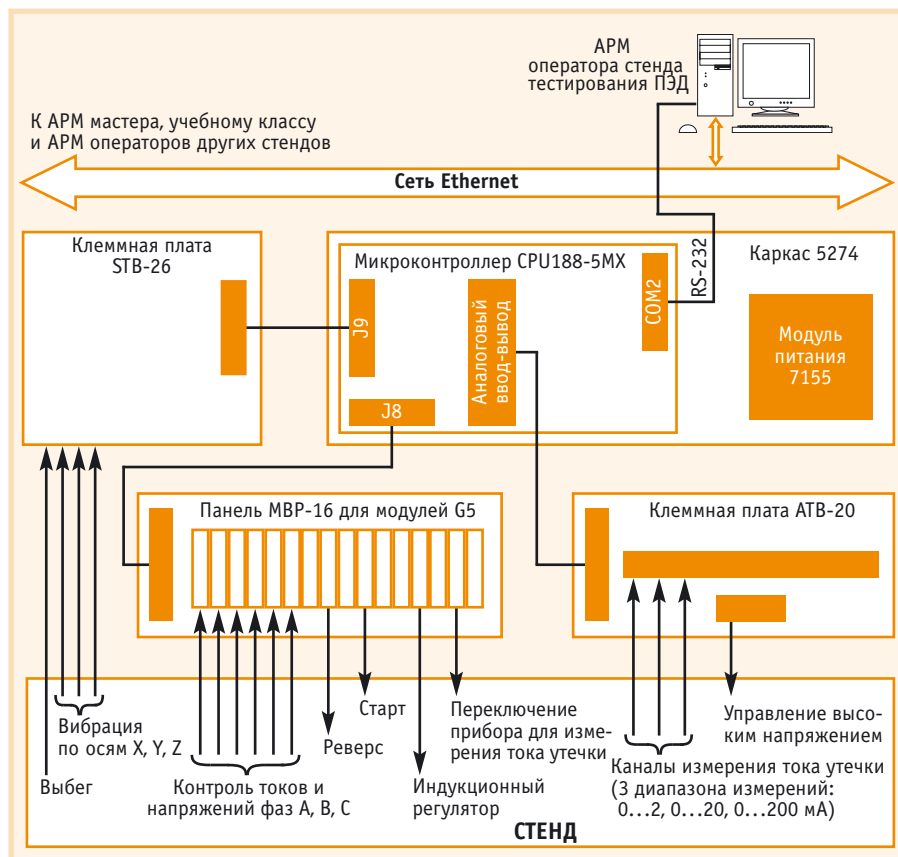 АРМ
оператора стенда
тестирования ПЭД
К АРМ мастера, учебному классу
и АРМ операторов других стендов
Сеть Ethernet
Клеммная плата
STB-26
Микроконтроллер CPU188-5MX
J9
J8
Аналоговый
ввод-вывод
COM2
RS-232
Каркас 5274
Модуль
питания
7155
Панель MBP-16 для модулей G5
Клеммная плата ATB-20
Вибрация
по осям X, Y, Z
Выбег
Контроль токов и
напряжений фаз A, B, C
Реверс
Старт
Индукционный
регулятор
Переключение
прибора для изме-
рения тока утечки
Управление высо-
ким напряжением
Каналы измерения тока утечки
(3 диапазона измерений:
0...2, 0...20, 0...200 мА)
СТЕНД